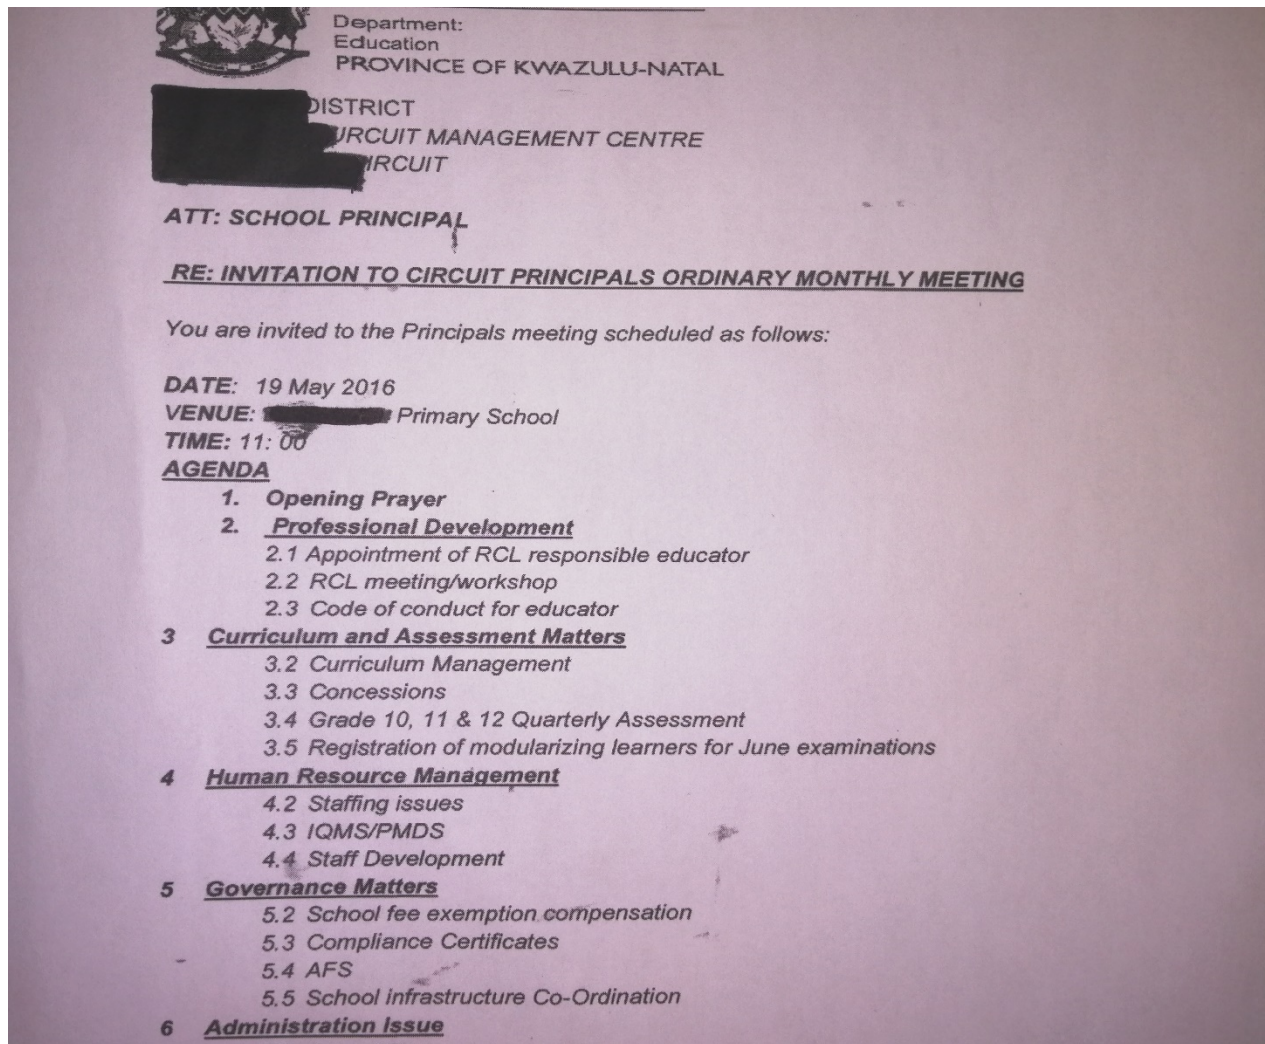 Department:
Education
PROVINCE OF KWAZULU-NATAL
DISTRICT
CIRCUIT MANAGEMENT CENTRE
CIRCUIT
ATT: SCHOOL PRINCIPAL
RE: INVITATION TO CIRCUIT PRINCIPALS ORDINARY MONTHLY MEETING
You are invited to the Principals meeting scheduled as follows:
DATE: 19 May 2016
VENUE: Primary School
TIME: 11: 00
AGENDA
1. Opening Prayer
2. Professional Development
2.1 Appointment of RCL responsible educator
2.2 RCL meeting/workshop
2.3 Code of conduct for educator
3 Curriculum and Assessment Matters
3.2 Curriculum Management
3.3 Concessions
3.4 Grade 10, 11 & 12 Quarterly Assessment
3.5 Registration of modularizing learners for June examinations
4 Human Resource Management
4.2 Staffing issues
4.3 IQMS/PMDS
4.4 Staff Development
5 Governance Matters
5.2 School fee exemption compensation
5.3 Compliance Certificates
5.4 AFS
5.5 School infrastructure Co-Ordination
6 Administration Issue